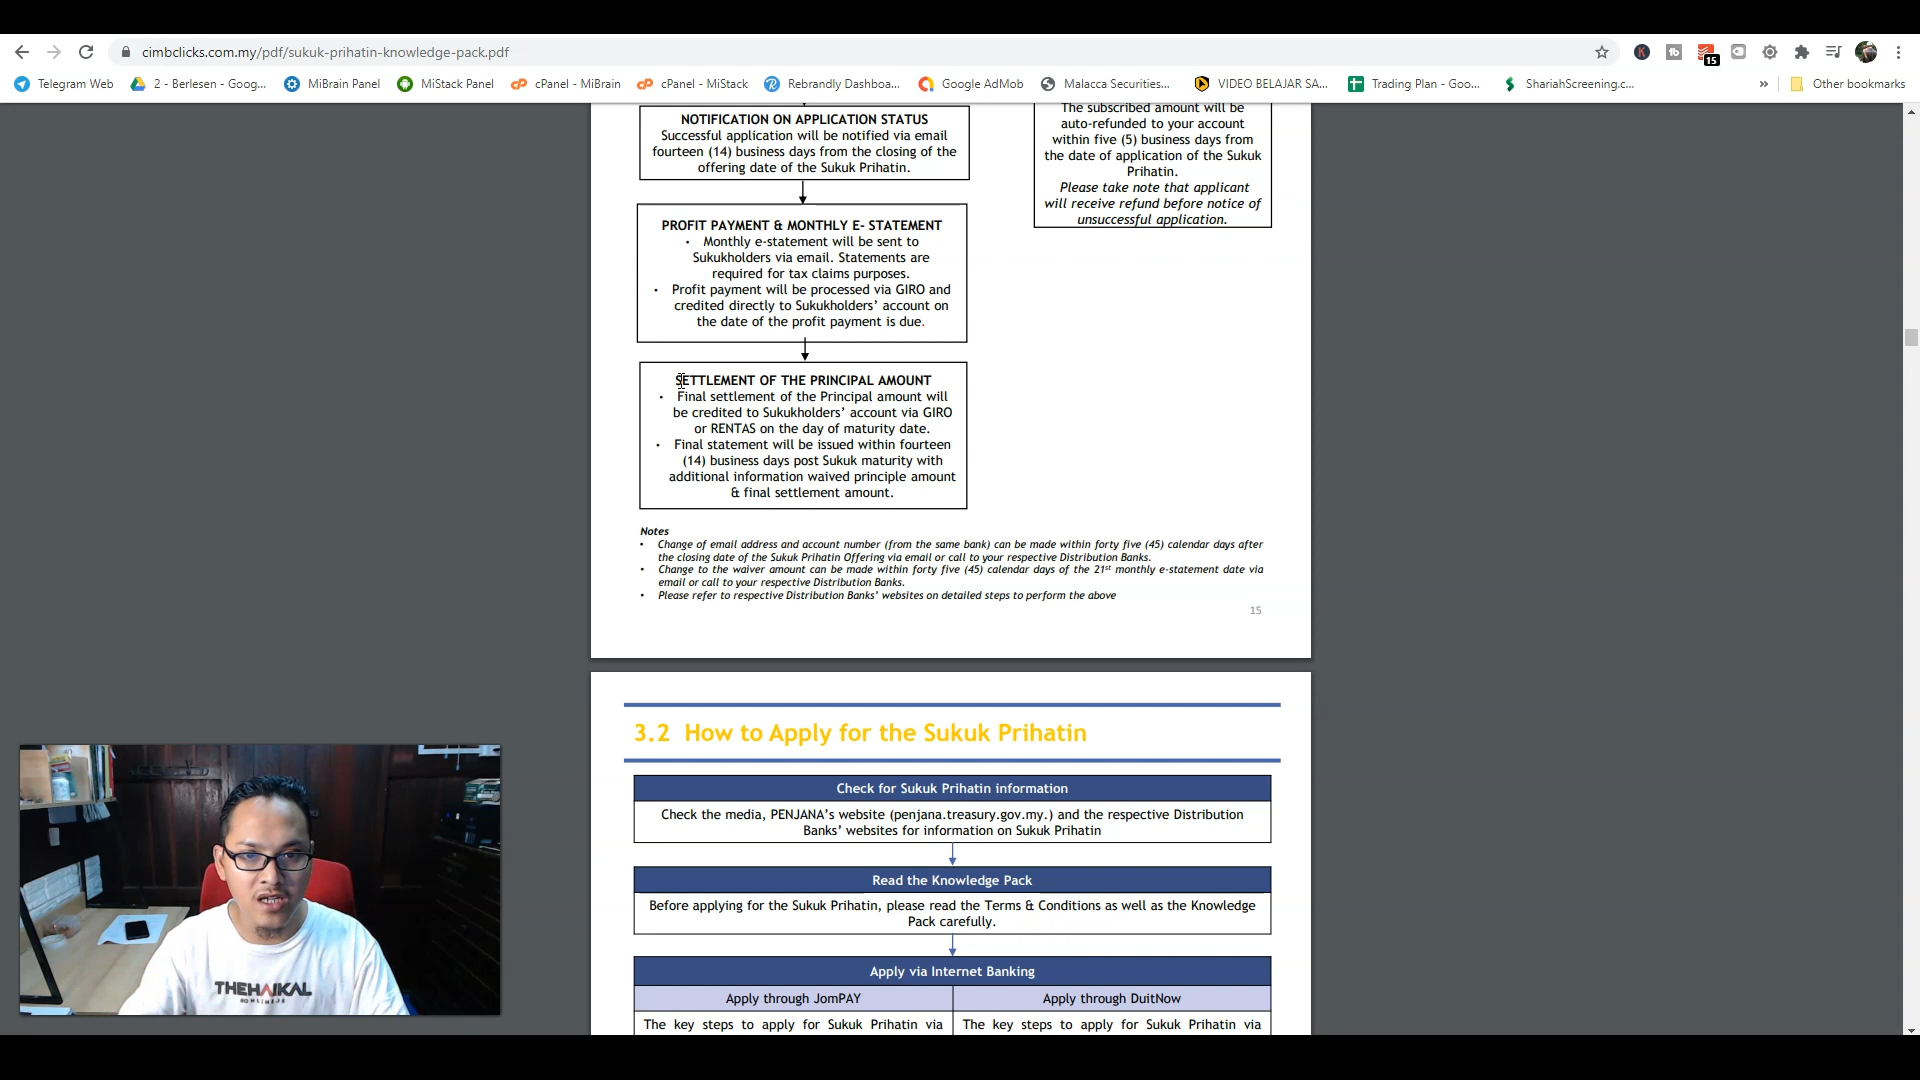 cimbclicks.com.my/pdf/sukuk-prihatin-knowledge-pack.pdf
15
Telegram Web
2 - Berlesen - Goog...
MiBrain Panel
MiStack Panel
cPanel - MiBrain
cPanel - MiStack
Rebrandly Dashboa...
Google AdMob
Malacca Securities...
VIDEO BELAJAR SA...
Trading Plan - Goo...
ShariahScreening.c...
»
Other bookmarks
NOTIFICATION ON APPLICATION STATUS
Successful application will be notified via email
fourteen (14) business days from the closing of the
offering date of the Sukuk Prihatin.
The subscribed amount will be
auto-refunded to your account
within five (5) business days from
the date of application of the Sukuk
Prihatin.
Please take note that applicant
will receive refund before notice of
unsuccessful application.
PROFIT PAYMENT & MONTHLY E- STATEMENT
• Monthly e-statement will be sent to
Sukukholders via email. Statements are
required for tax claims purposes.
• Profit payment will be processed via GIRO and
credited directly to Sukukholders’ account on
the date of the profit payment is due.
SETTLEMENT OF THE PRINCIPAL AMOUNT
• Final settlement of the Principal amount will
be credited to Sukukholders’ account via GIRO
or RENTAS on the day of maturity date.
• Final statement will be issued within fourteen
(14) business days post Sukuk maturity with
additional information waived principle amount
& final settlement amount.
Notes
• Change of email address and account number (from the same bank) can be made within forty five (45) calendar days after
the closing date of the Sukuk Prihatin Offering via email or call to your respective Distribution Banks.
• Change to the waiver amount can be made within forty five (45) calendar days of the 21st monthly e-statement date via
email or call to your respective Distribution Banks.
• Please refer to respective Distribution Banks’ websites on detailed steps to perform the above
15
3.2 How to Apply for the Sukuk Prihatin
Check for Sukuk Prihatin information
Check the media, PENJANA’s website (penjana.treasury.gov.my.) and the respective Distribution
Banks’ websites for information on Sukuk Prihatin
Read the Knowledge Pack
Before applying for the Sukuk Prihatin, please read the Terms & Conditions as well as the Knowledge
Pack carefully.
Apply via Internet Banking
Apply through JomPAY
Apply through DuitNow
The key steps to apply for Sukuk Prihatin via
The key steps to apply for Sukuk Prihatin via
THEHAIKAL